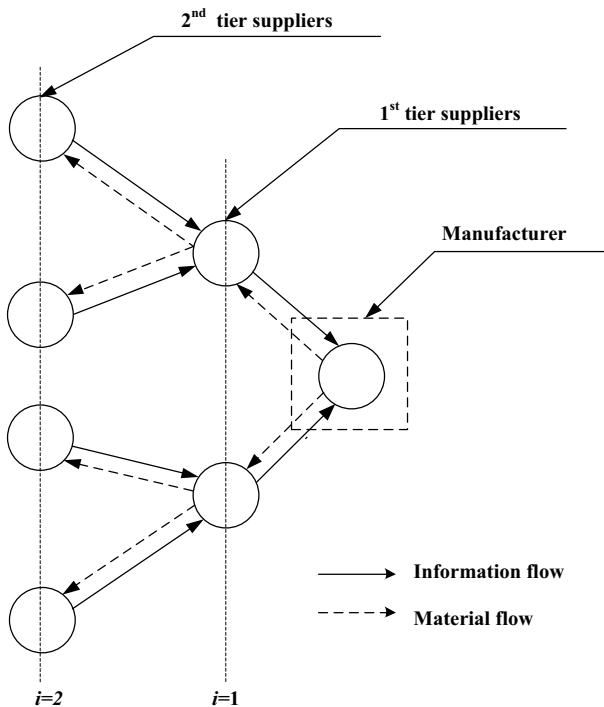 2nd tier suppliers
1st tier suppliers
Manufacturer
Information flow
Material flow
i=2
i=1